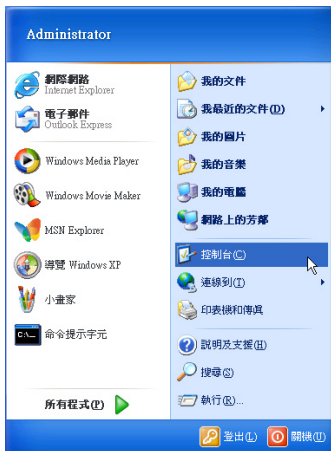 Administrator
網際網路
Internet Explorer
電子郵件
Outlook Express
Windows Media Player
Windows Movie Maker
MSN Explorer
導覽 Windows XP
小畫家
命令提示字元
所有程式(P)
我的文件
我最近的文件(D)
我的圖片
我的音樂
我的電腦
網路上的芳鄰
控制台(C)
連線到(T)
印表機和傳真
說明及支援(H)
搜尋(S)
執行(R)...
登出(L)
關機(U)